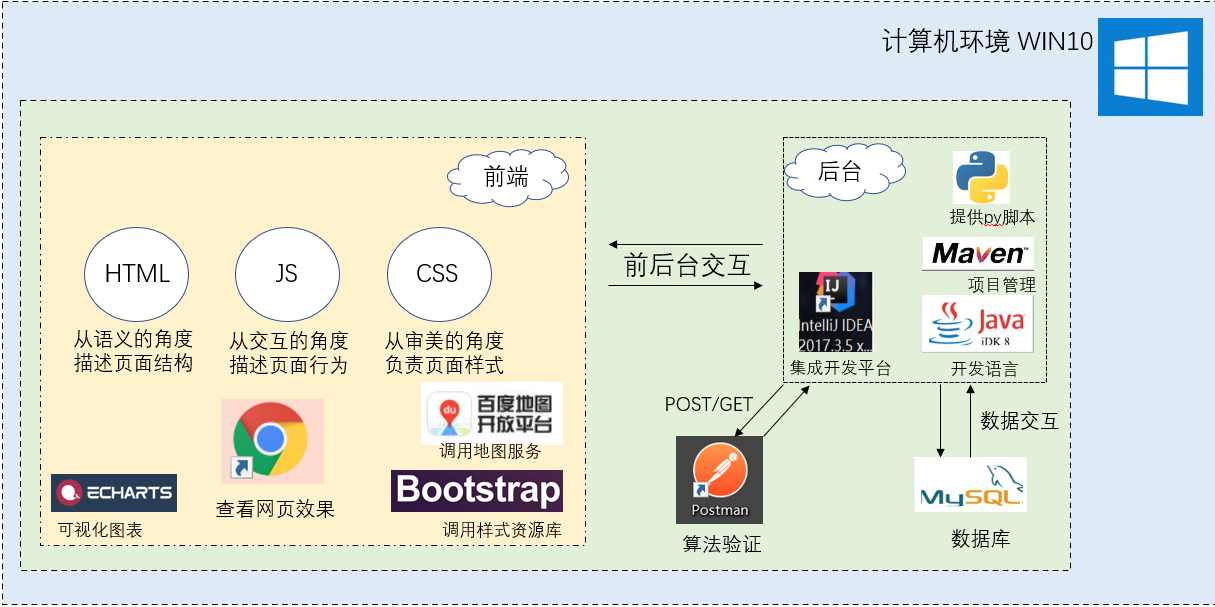 计算机环境 WIN10
前端
HTML
JS
CSS
从语义的角度
描述页面结构
从交互的角度
描述页面行为
从审美的角度
负责页面样式
du
百度地图
开放平台
调用地图服务
ECHARTS
可视化图表
查看网页效果
Bootstrap
调用样式资源库
前后台交互
后台
提供py脚本
Maven™
项目管理
IJ
IntelliJ IDEA
2017.3.5 x...
集成开发平台
Java
iDK 8
开发语言
POST/GET
Postman
算法验证
数据交互
MySQL
数据库